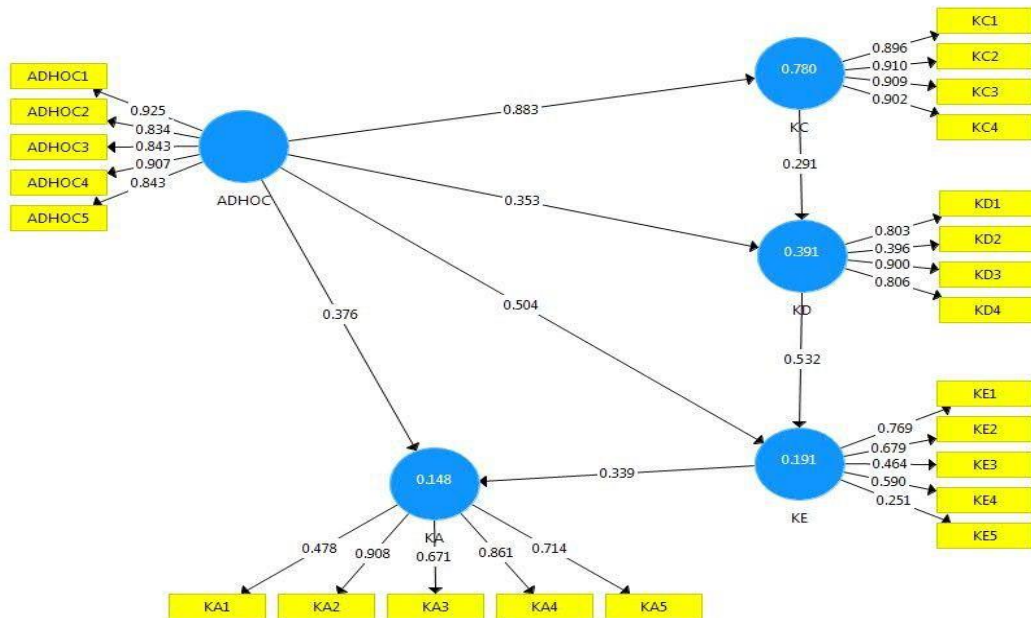 ADHOC1
ADHOC2
ADHOC3
ADHOC4
ADHOC5
0.925
0.834
0.843
0.907
0.843
ADHOC
0.883
0.353
0.504
0.376
0.780
KC
0.896
0.910
0.909
0.902
KC1
KC2
KC3
KC4
0.291
0.391
KD
0.803
0.396
0.900
0.806
KD1
KD2
KD3
KD4
0.532
0.191
KE
0.769
0.679
0.464
0.590
0.251
KE1
KE2
KE3
KE4
KE5
0.339
0.148
KA
0.478
0.908
0.671
0.861
0.714
KA1
KA2
KA3
KA4
KA5